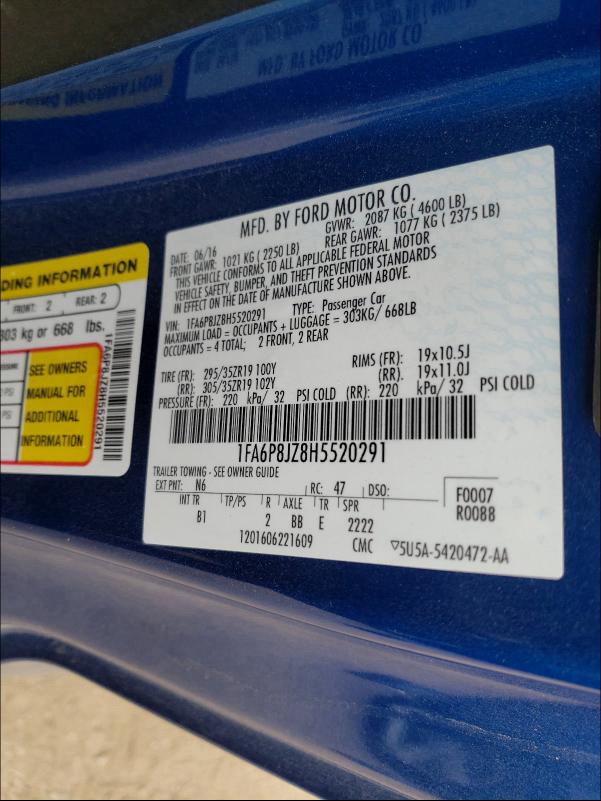 MFD. BY FORD MOTOR CO.
DATE: 06/16 GVWR: 2087 KG ( 4600 LB)
FRONT GAWR: 1021 KG ( 2250 LB) REAR GAWR: 1077 KG ( 2375 LB)
THIS VEHICLE CONFORMS TO ALL APPLICABLE FEDERAL MOTOR
VEHICLE SAFETY, BUMPER, AND THEFT PREVENTION STANDARDS
IN EFFECT ON THE DATE OF MANUFACTURE SHOWN ABOVE.
VIN: 1FA6P8JZ8H5520291 TYPE: Passenger Car
MAXIMUM LOAD = OCCUPANTS + LUGGAGE = 303KG/ 668LB
OCCUPANTS = 4 TOTAL; 2 FRONT, 2 REAR
TIRE (FR): 295/35ZR19 100Y RIMS (FR): 19x10.5J
(RR): 305/35ZR19 102Y (RR): 19x11.0J
PRESSURE (FR): 220 kPa/ 32 PSI COLD (RR): 220 kPa/ 32 PSI COLD
1FA6P8JZ8H5520291
TRAILER TOWING - SEE OWNER GUIDE
EXT PNT: N6 RC: 47 DSO: F0007
INT TR TP/PS R AXLE TR SPR R0088
B1 2 BB E 2222
1201606221609 CMC ▽5U5A-5420472-AA
DING INFORMATION
FRONT: 2 REAR: 2
303 kg or 668 lbs.
SEE OWNERS
MANUAL FOR
ADDITIONAL
INFORMATION
1FA6P8JZ8H5520291